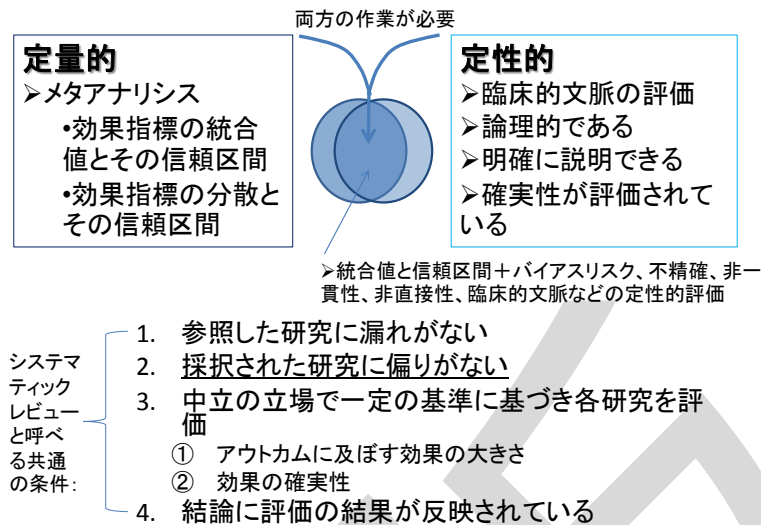 両方の作業が必要
定量的
➢メタアナリシス
•効果指標の統合
値とその信頼区間
•効果指標の分散と
その信頼区間
定性的
➢臨床的文脈の評価
➢論理的である
➢明確に説明できる
➢確実性が評価されて
いる
➢統合値と信頼区間＋バイアスリスク、不精確、非一
貫性、非直接性、臨床的文脈などの定性的評価
システマ
ティック
レビュー
と呼べ
る共通
の条件：
1. 参照した研究に漏れがない
2. 採択された研究に偏りがない
3. 中立の立場で一定の基準に基づき各研究を評
価
① アウトカムに及ぼす効果の大きさ
② 効果の確実性
4. 結論に評価の結果が反映されている